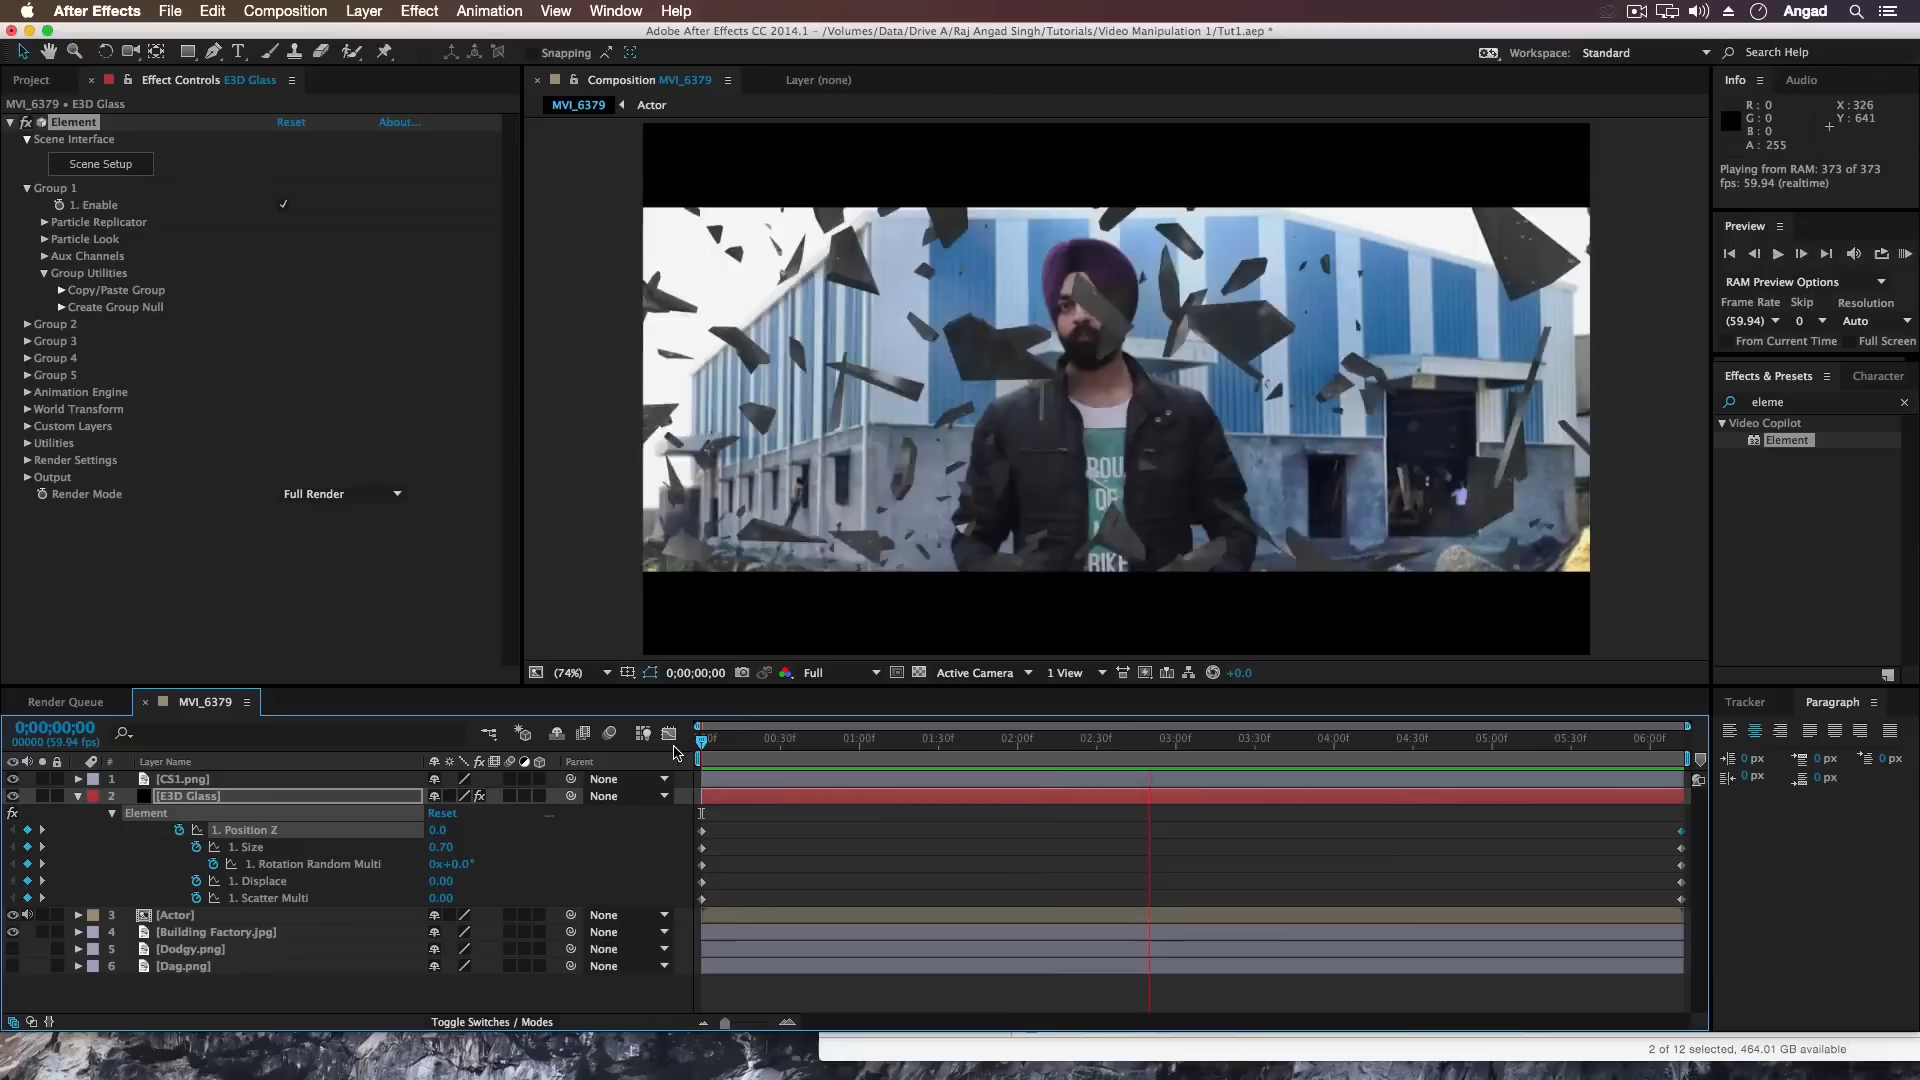 After Effects File Edit Composition Layer Effect Animation View Window Help Angad
Adobe After Effects CC 2014.1 - /Volumes/Data/Drive A/Raj Angad Singh/Tutorials/Video Manipulation 1/Tut1.aep *
Snapping Workspace: Standard Search Help
Project Effect Controls E3D Glass
Composition MVI_6379 Layer (none)
Info Audio
MVI_6379 • E3D Glass
MVI_6379 Actor
R: 0 X: 326
G: 0 Y: 641
B: 0
A: 255
Playing from RAM: 373 of 373
fps: 59.94 (realtime)
fx Element Reset About...
Scene Interface
Scene Setup
Group 1
1. Enable
Particle Replicator
Particle Look
Aux Channels
Group Utilities
Copy/Paste Group
Create Group Null
Group 2
Group 3
Group 4
Group 5
Animation Engine
World Transform
Custom Layers
Utilities
Render Settings
Output
Render Mode Full Render
OF
BIKE
Preview
RAM Preview Options
Frame Rate Skip Resolution
(59.94) 0 Auto
From Current Time Full Screen
Effects & Presets Character
eleme
Video Copilot
32 Element
(74%) 0;00;00;00 Full Active Camera 1 View +0.0
Render Queue MVI_6379
Tracker Paragraph
0;00;00;00
00000 (59.94 fps)
00:30f 01:00f 01:30f 02:00f 02:30f 03:00f 03:30f 04:00f 04:30f 05:00f 05:30f 06:00f
# Layer Name fx Parent
1 [CS1.png] None
2 [E3D Glass] fx None
fx Element Reset ...
1. Position Z 0.0
1. Size 0.70
1. Rotation Random Multi 0x+0.0°
1. Displace 0.00
1. Scatter Multi 0.00
3 [Actor] None
4 [Building Factory.jpg] None
5 [Dodgy.png] None
6 [Dag.png] None
0 px 0 px 0 px
0 px 0 px
Toggle Switches / Modes
2 of 12 selected, 464.01 GB available